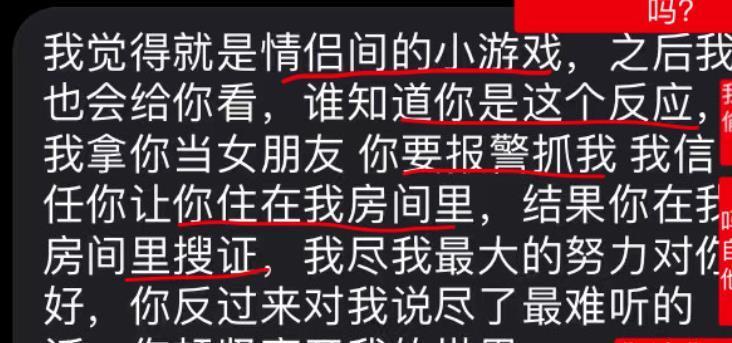 吗?
我觉得就是情侣间的小游戏，之后我
也会给你看，谁知道你是这个反应，
我拿你当女朋友 你要报警抓我 我信
任你让你住在我房间里，结果你在我
房间里搜证，我尽我最大的努力对你
好，你反过来对我说尽了最难听的